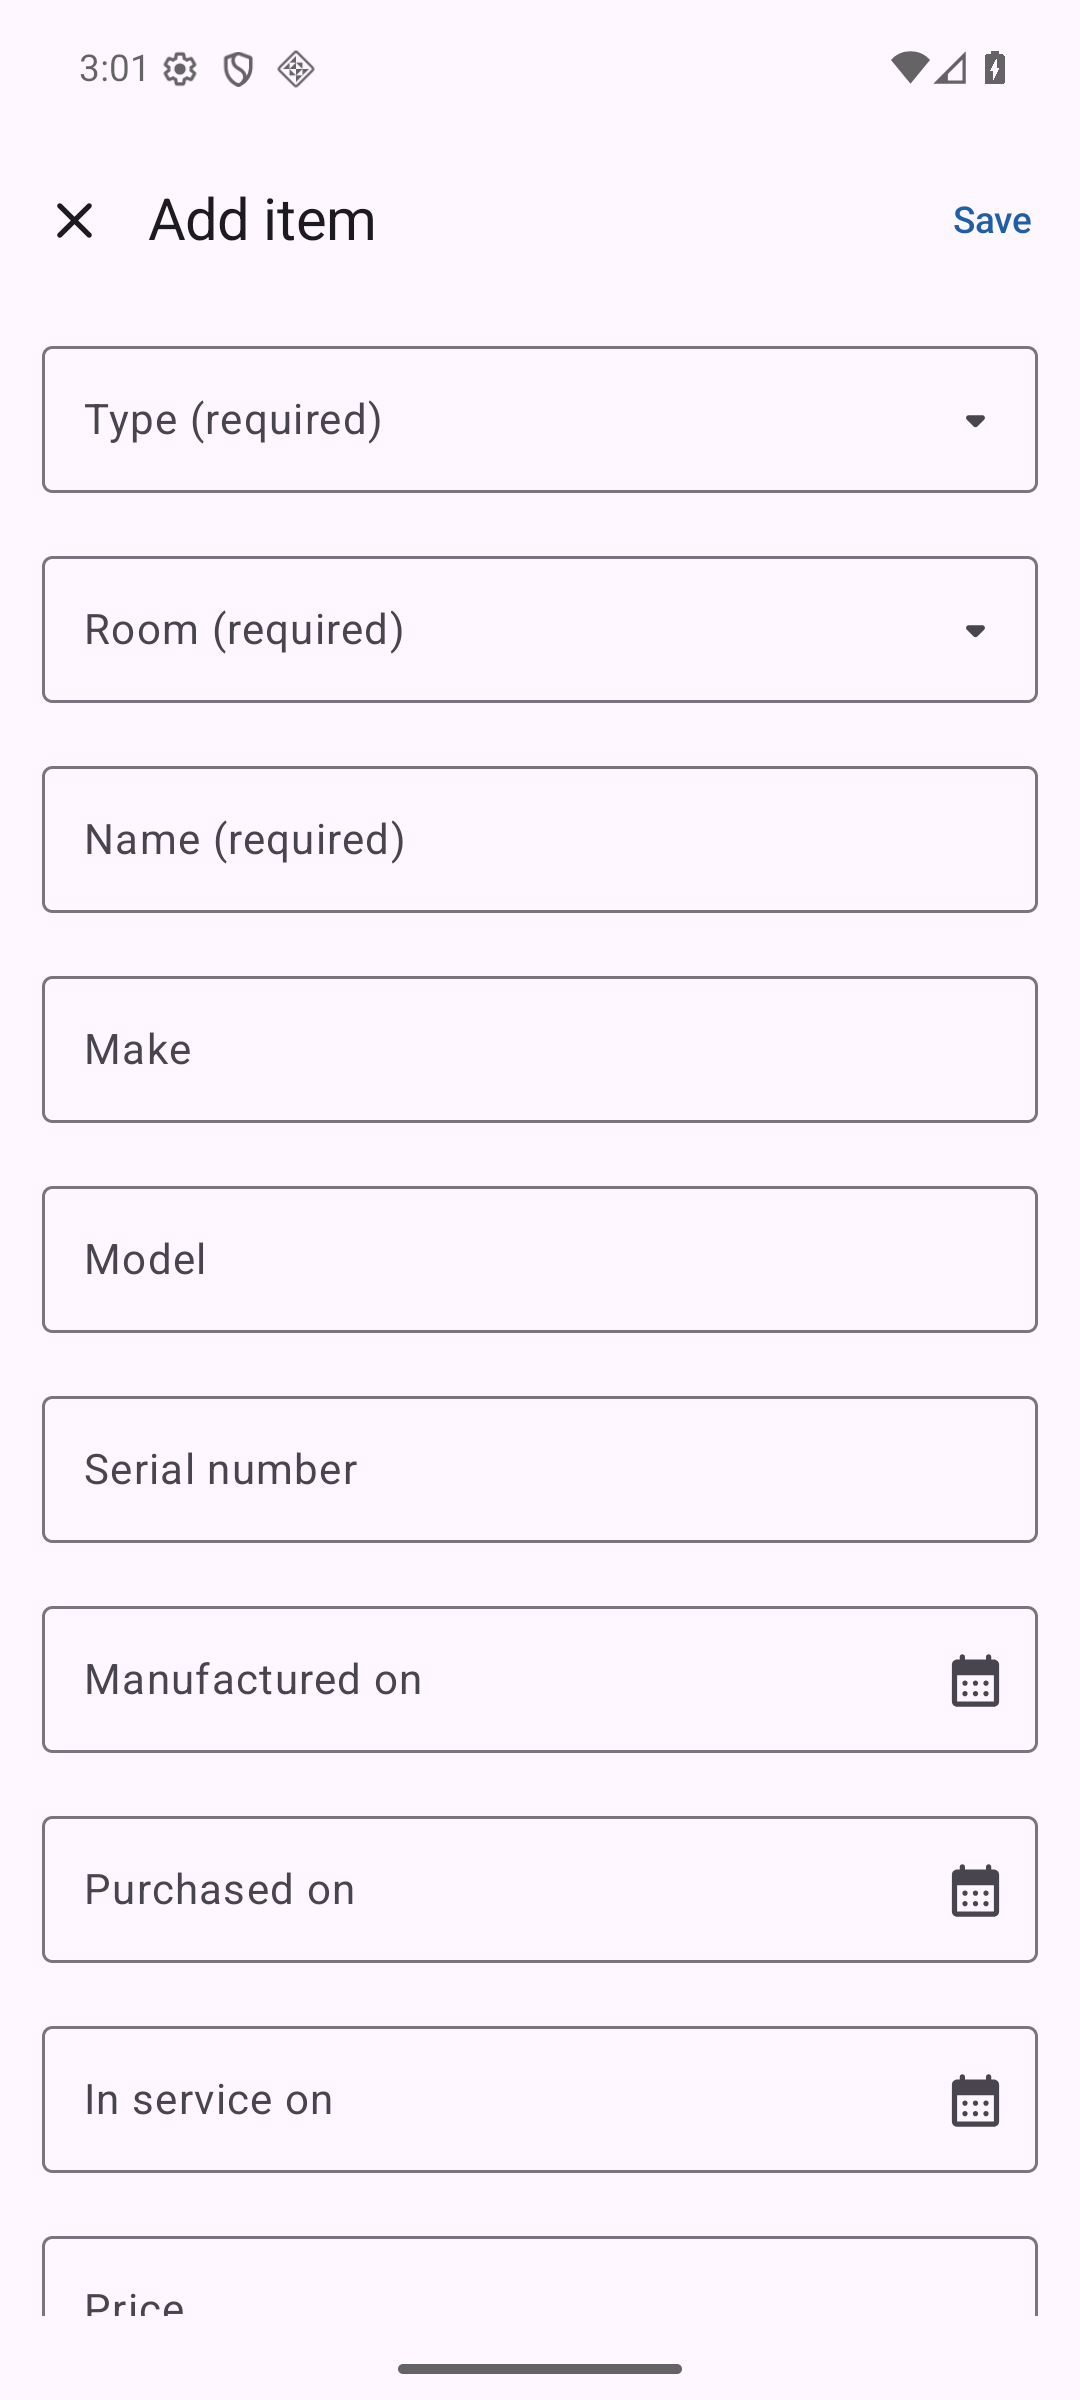 3:01
Add item
Save
Type (required)
Room (required)
Name (required)
Make
Model
Serial number
Manufactured on
Purchased on
In service on
Price